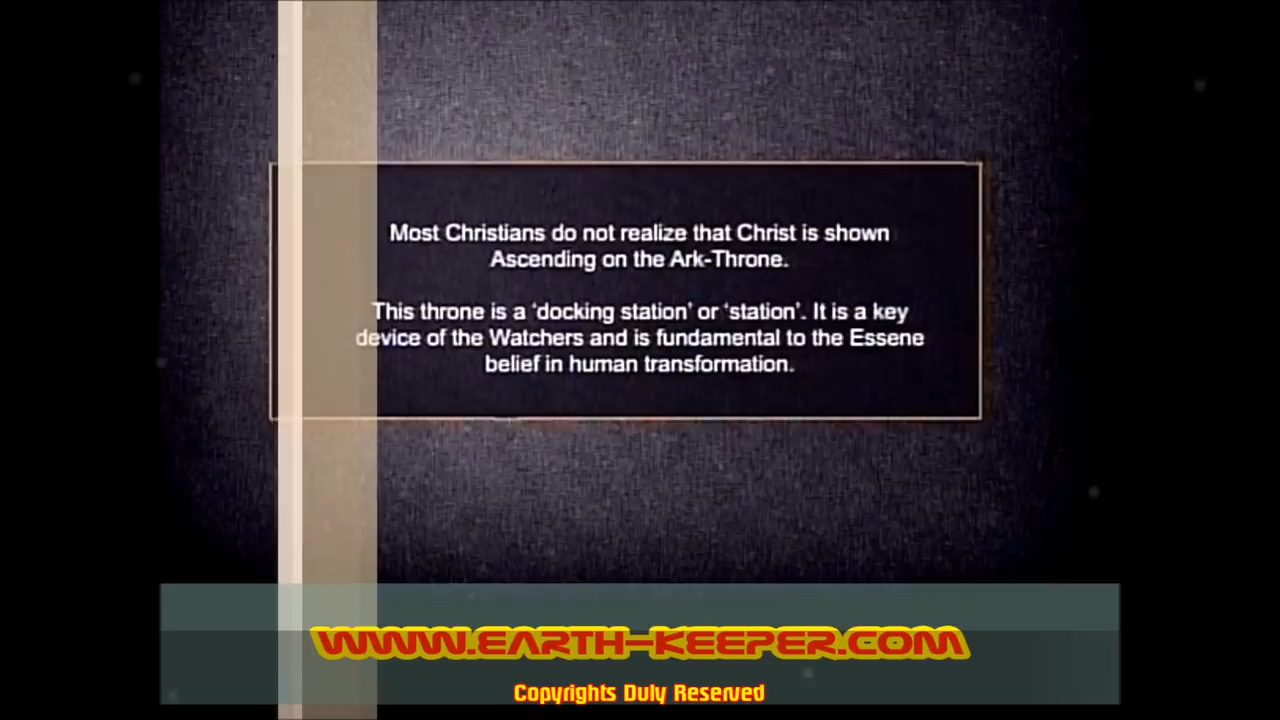 Most Christians do not realize that Christ is shown
Ascending on the Ark-Throne.
This throne is a ‘docking station’ or ‘station’. It is a key
device of the Watchers and is fundamental to the Essene
belief in human transformation.
WWW.EARTH-KEEPER.COM
Copyrights Duly Reserved